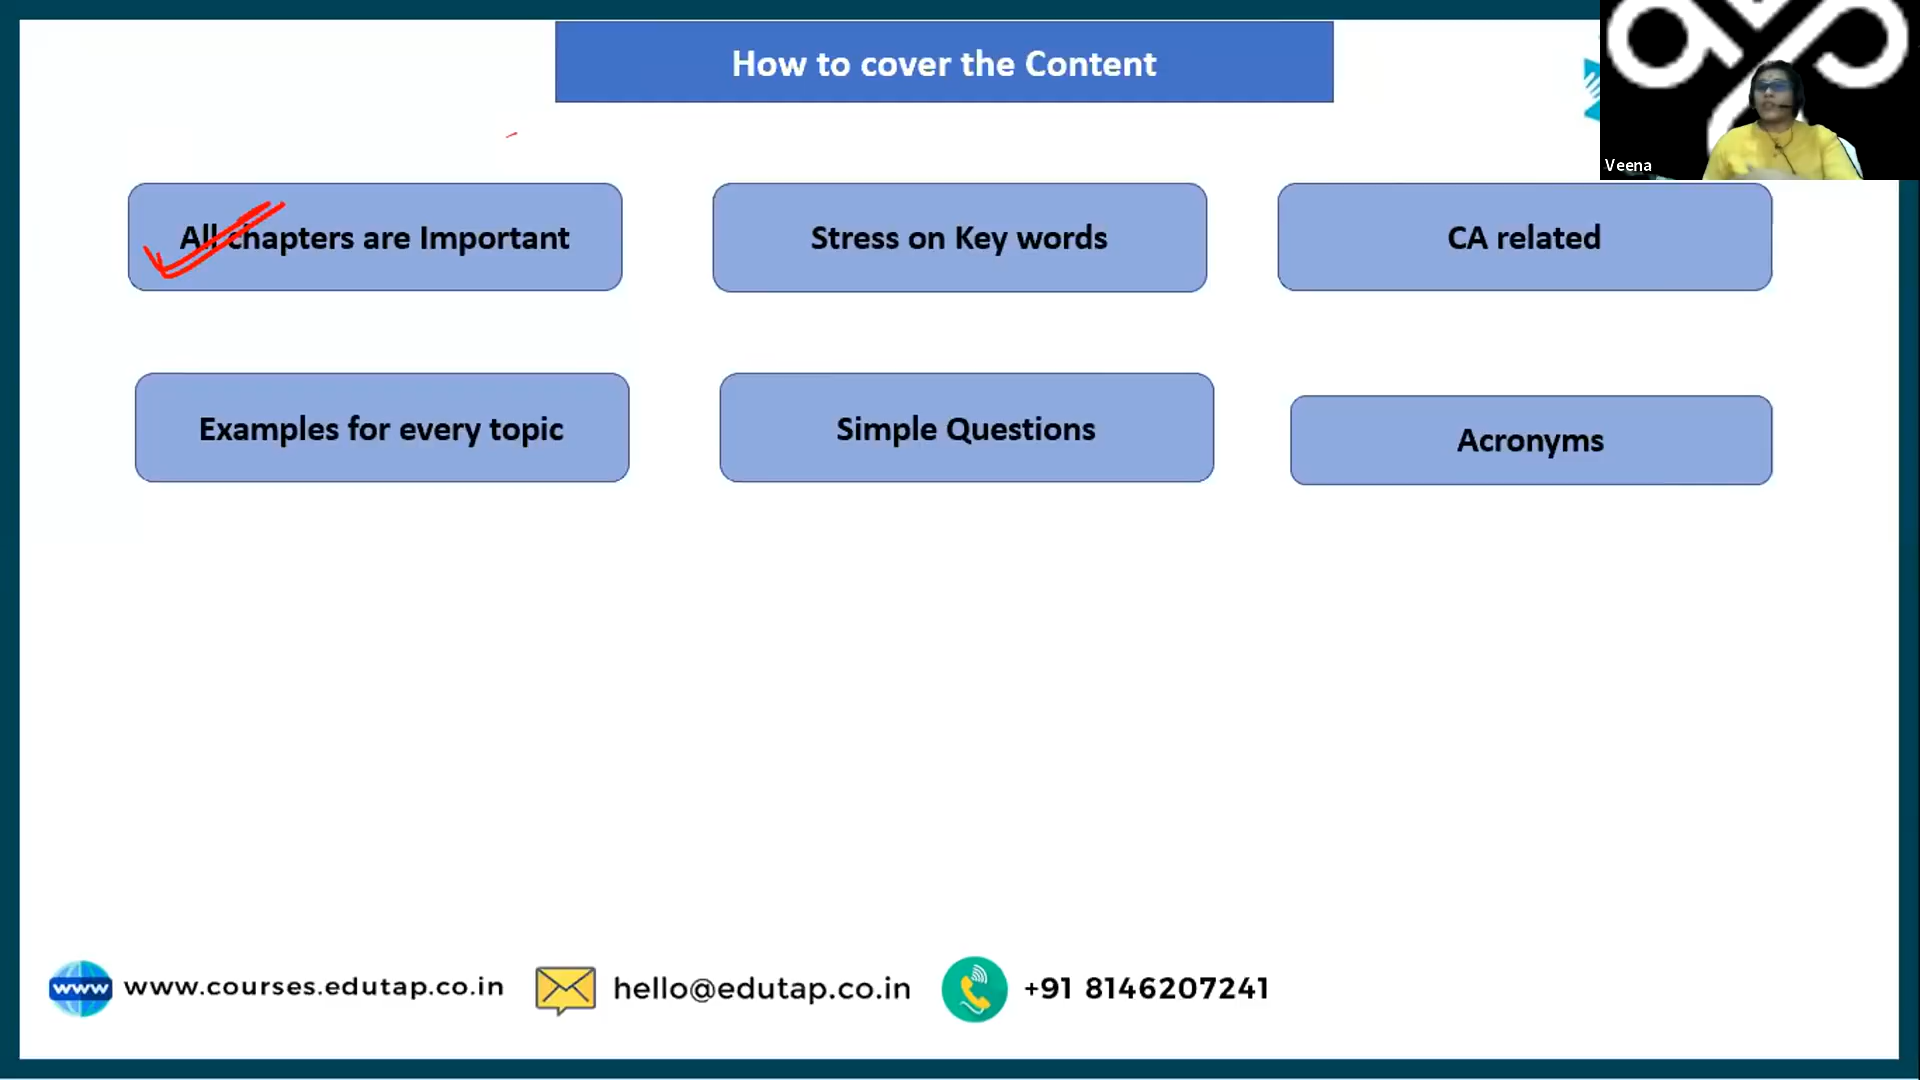 How to cover the Content
Veena
All chapters are Important
Stress on Key words
CA related
Examples for every topic
Simple Questions
Acronyms
www www.courses.edutap.co.in
hello@edutap.co.in
+91 8146207241